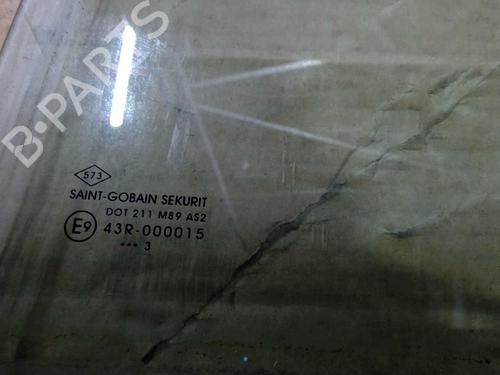 B-PARTS
573
SAINT-GOBAIN SEKURIT
DOT 211 M89 AS2
E9 43R-000015
••• 3